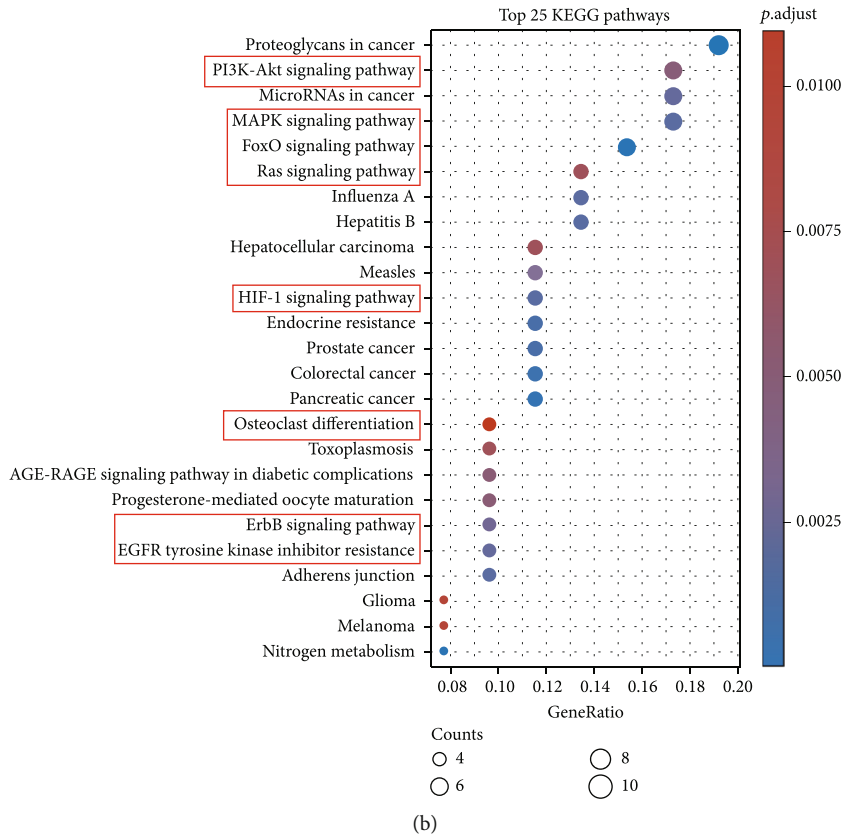 Top 25 KEGG pathways
p.adjust
Proteoglycans in cancer
PI3K-Akt signaling pathway
MicroRNAs in cancer
MAPK signaling pathway
FoxO signaling pathway
Ras signaling pathway
Influenza A
Hepatitis B
Hepatocellular carcinoma
Measles
HIF-1 signaling pathway
Endocrine resistance
Prostate cancer
Colorectal cancer
Pancreatic cancer
Osteoclast differentiation
Toxoplasmosis
AGE-RAGE signaling pathway in diabetic complications
Progesterone-mediated oocyte maturation
ErbB signaling pathway
EGFR tyrosine kinase inhibitor resistance
Adherens junction
Glioma
Melanoma
Nitrogen metabolism
0.0100
0.0075
0.0050
0.0025
0.08 0.10 0.12 0.14 0.16 0.18 0.20
GeneRatio
Counts
4 8
6 10
(b)